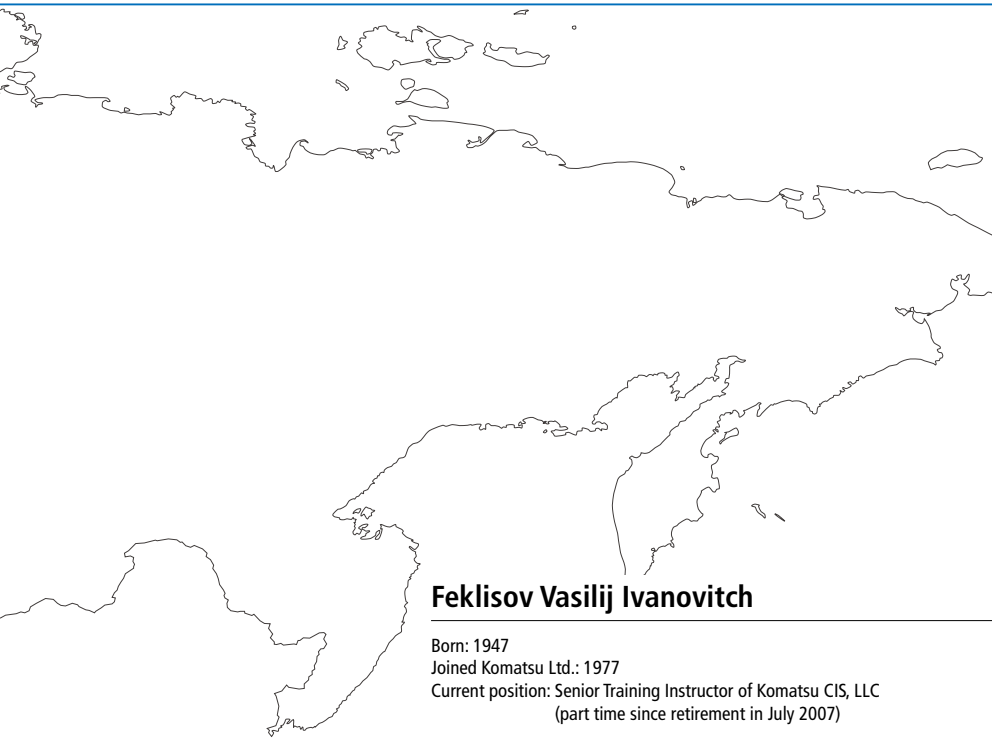 Feklisov Vasilij Ivanovitch
Born: 1947
Joined Komatsu Ltd.: 1977
Current position: Senior Training Instructor of Komatsu CIS, LLC
(part time since retirement in July 2007)